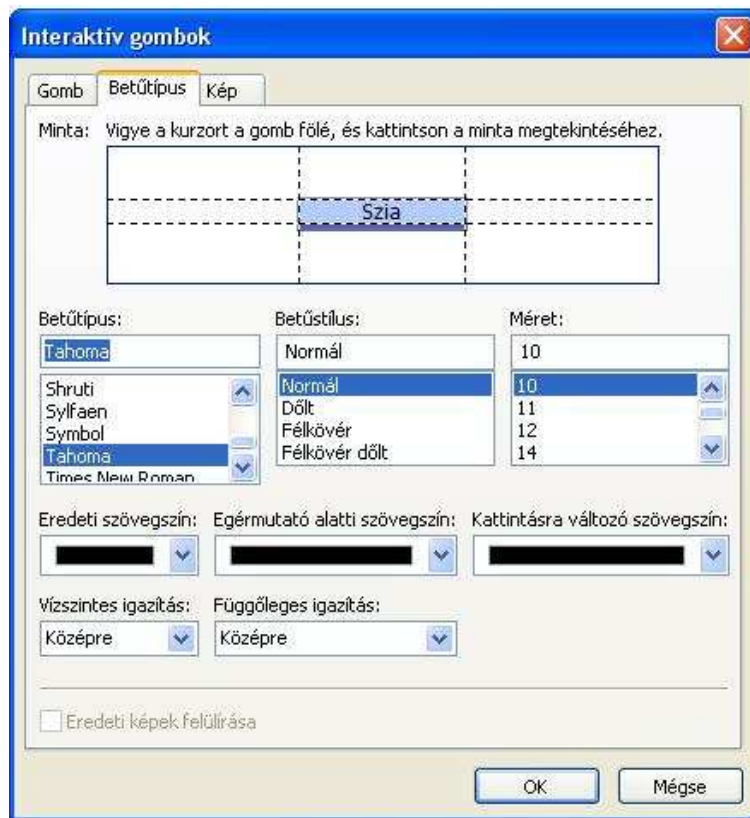 Interaktív gombok
Gomb Betűtípus Kép
Minta: Vigye a kurzort a gomb fölé, és kattintson a minta megtekintéséhez.
Szia
Betűtípus: Betűstílus: Méret:
Tahoma Normál 10
Shruti Normál 10
Sylfaen Dőlt 11
Symbol Félkövér 12
Tahoma Félkövér dőlt 14
Times New Roman
Eredeti szövegszín: Egérmutató alatti szövegszín: Kattintásra változó szövegszín:
Vízszintes igazítás: Függőleges igazítás:
Középre Középre
Eredeti képek felülírása
OK Mégse